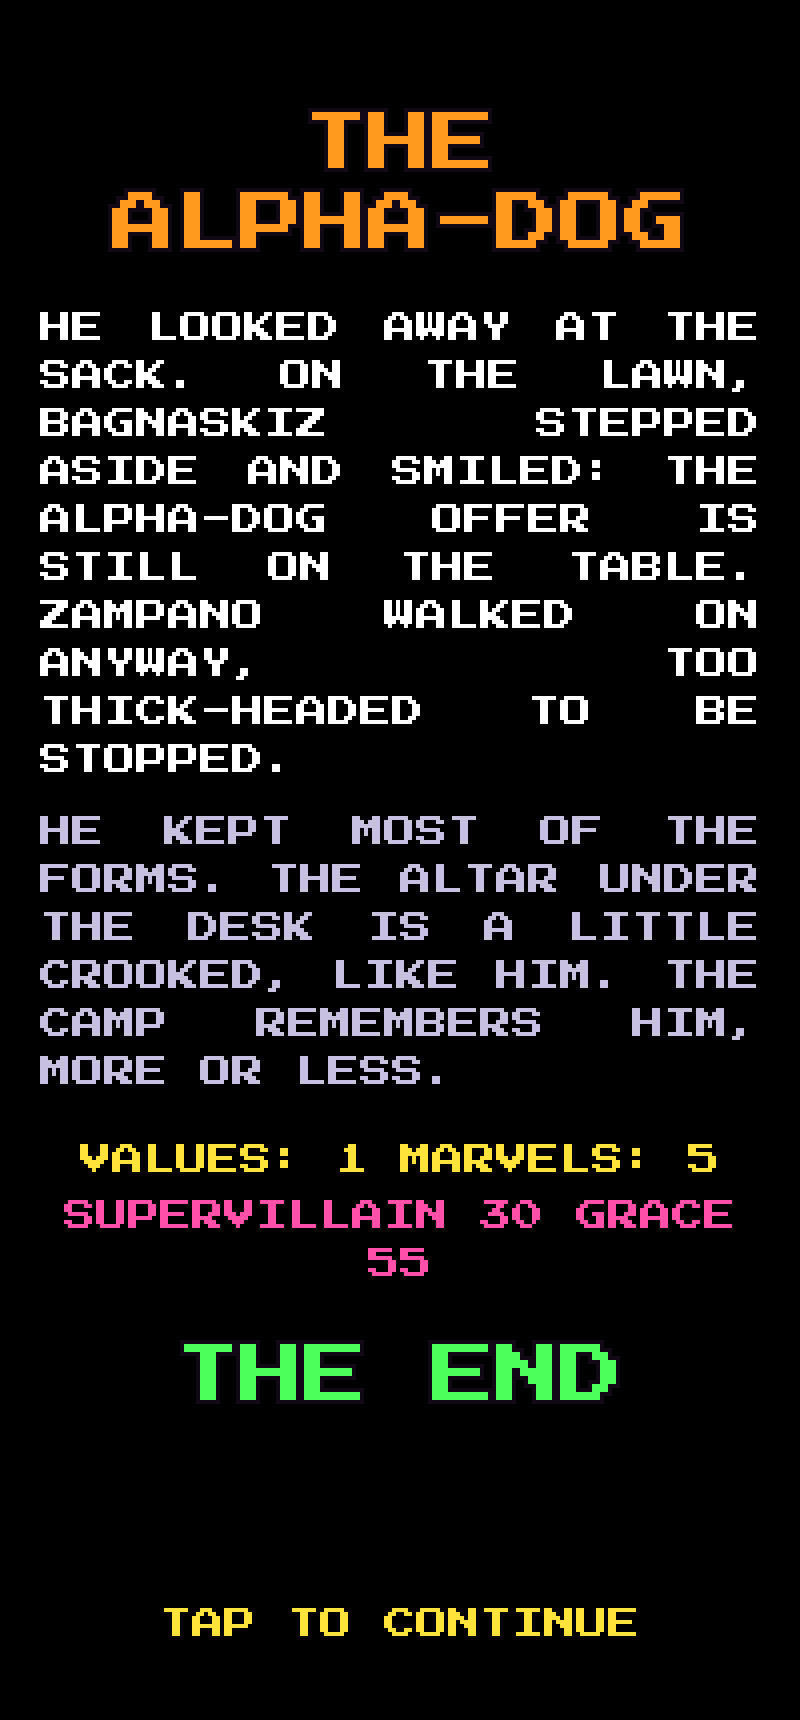 THE
ALPHA-DOG
HE LOOKED AWAY AT THE
SACK. ON THE LAWN,
BAGNASKIZ STEPPED
ASIDE AND SMILED: THE
ALPHA-DOG OFFER IS
STILL ON THE TABLE.
ZAMPANO WALKED ON
ANYWAY, TOO
THICK-HEADED TO BE
STOPPED.
HE KEPT MOST OF THE
FORMS. THE ALTAR UNDER
THE DESK IS A LITTLE
CROOKED, LIKE HIM. THE
CAMP REMEMBERS HIM,
MORE OR LESS.
VALUES: 1 MARVELS: 5
SUPERVILLAIN 30 GRACE
55
THE END
TAP TO CONTINUE